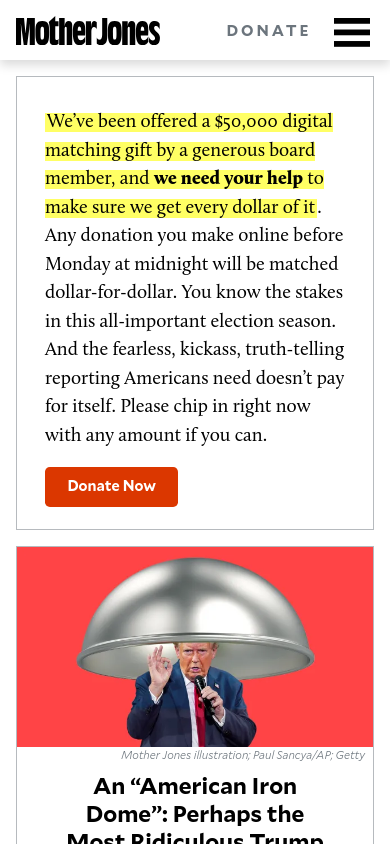 Mother Jones
DONATE
We’ve been offered a $50,000 digital
matching gift by a generous board
member, and we need your help to
make sure we get every dollar of it.
Any donation you make online before
Monday at midnight will be matched
dollar-for-dollar. You know the stakes
in this all-important election season.
And the fearless, kickass, truth-telling
reporting Americans need doesn’t pay
for itself. Please chip in right now
with any amount if you can.
Donate Now
Mother Jones illustration; Paul Sancya/AP; Getty
An “American Iron
Dome”: Perhaps the
Most Ridiculous Trump